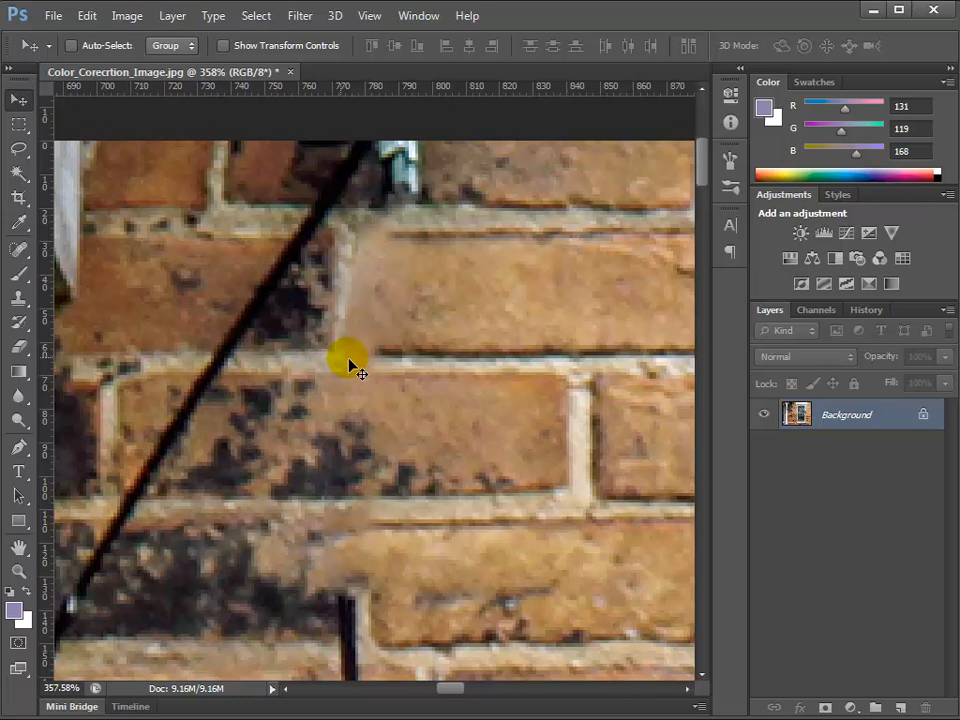 Ps File Edit Image Layer Type Select Filter 3D View Window Help
Auto-Select: Group Show Transform Controls 3D Mode:
Color_Corecrtion_Image.jpg @ 358% (RGB/8*) * ×
690 700 710 720 730 740 750 760 770 780 790 800 810 820 830 840 850 860 870
Color Swatches
R 131
G 119
B 168
Adjustments Styles
Add an adjustment
Layers Channels History
Kind
Normal Opacity: 100%
Lock: Fill: 100%
Background
357.58% Doc: 9.16M/9.16M
Mini Bridge Timeline